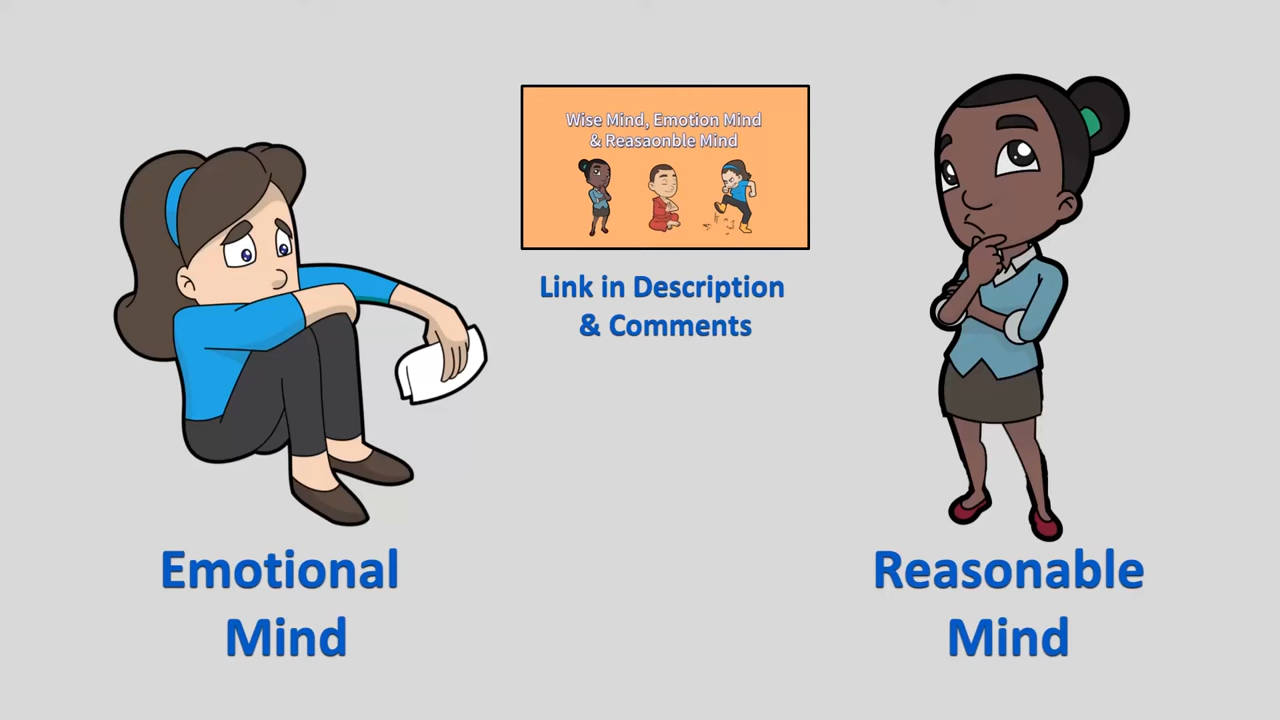 Wise Mind, Emotion Mind
& Reasaonble Mind
Link in Description
& Comments
Emotional
Mind
Reasonable
Mind